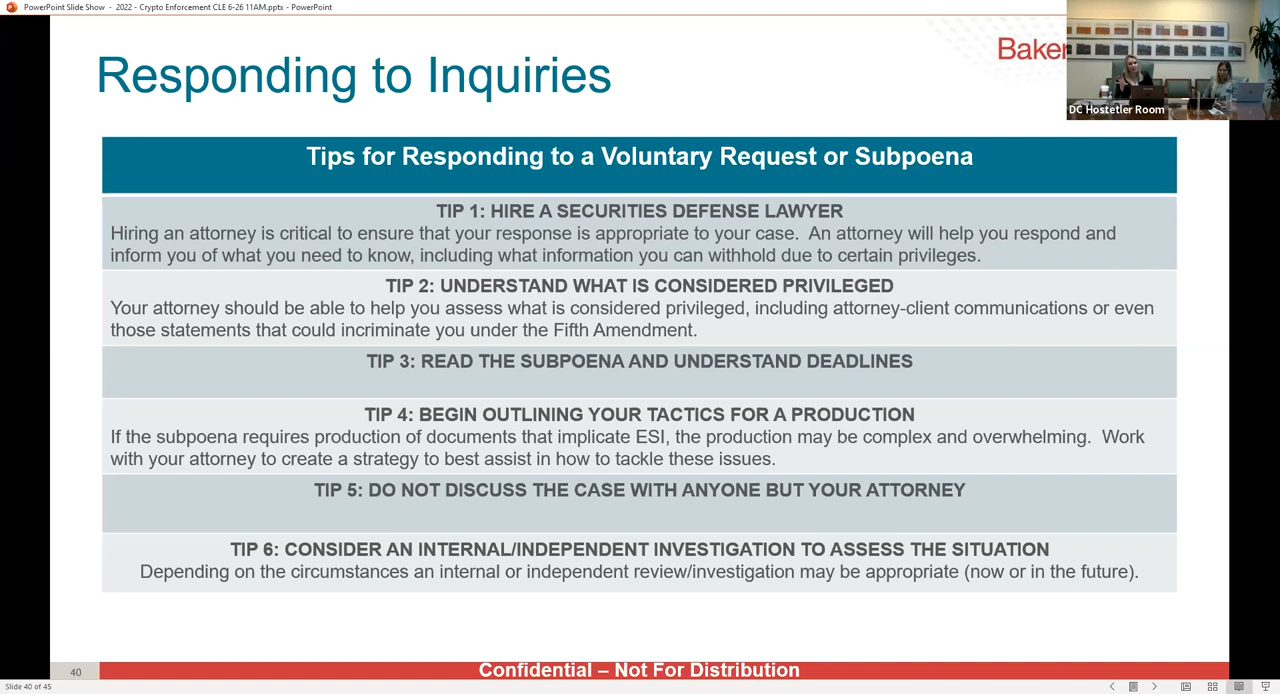 PowerPoint Slide Show - 2022 - Crypto Enforcement CLE 6-26 11AM.pptx - PowerPoint
Responding to Inquiries
Baker
DC Hostetler Room
Tips for Responding to a Voluntary Request or Subpoena
TIP 1: HIRE A SECURITIES DEFENSE LAWYER
Hiring an attorney is critical to ensure that your response is appropriate to your case. An attorney will help you respond and
inform you of what you need to know, including what information you can withhold due to certain privileges.
TIP 2: UNDERSTAND WHAT IS CONSIDERED PRIVILEGED
Your attorney should be able to help you assess what is considered privileged, including attorney-client communications or even
those statements that could incriminate you under the Fifth Amendment.
TIP 3: READ THE SUBPOENA AND UNDERSTAND DEADLINES
TIP 4: BEGIN OUTLINING YOUR TACTICS FOR A PRODUCTION
If the subpoena requires production of documents that implicate ESI, the production may be complex and overwhelming. Work
with your attorney to create a strategy to best assist in how to tackle these issues.
TIP 5: DO NOT DISCUSS THE CASE WITH ANYONE BUT YOUR ATTORNEY
TIP 6: CONSIDER AN INTERNAL/INDEPENDENT INVESTIGATION TO ASSESS THE SITUATION
Depending on the circumstances an internal or independent review/investigation may be appropriate (now or in the future).
40
Confidential – Not For Distribution
Slide 40 of 45